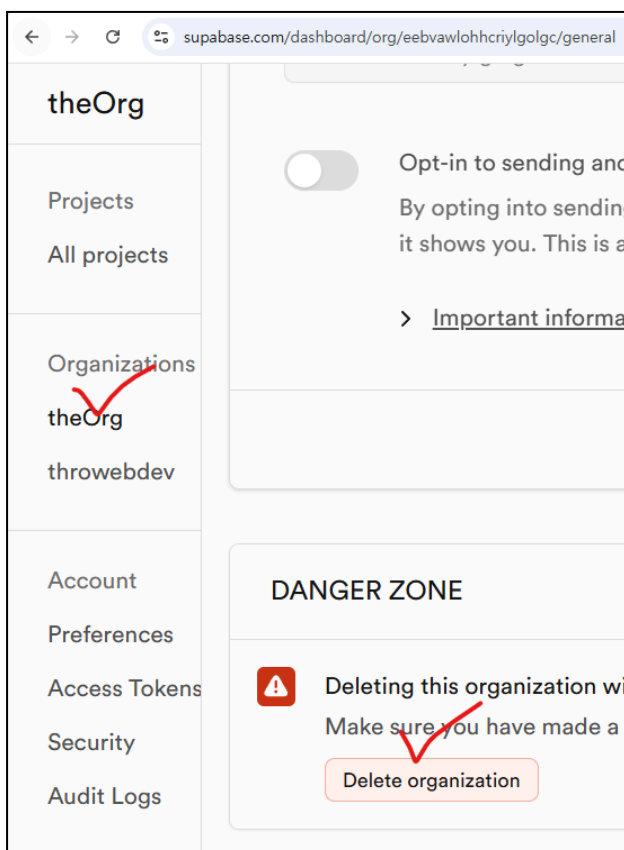 supabase.com/dashboard/org/eebvawlohhcriylgolgc/general
theOrg
Projects
All projects
Organizations
theOrg
throwebdev
Account
Preferences
Access Tokens
Security
Audit Logs
Opt-in to sending and
By opting into sending
it shows you. This is a
Important informa
DANGER ZONE
Deleting this organization wi
Make sure you have made a
Delete organization